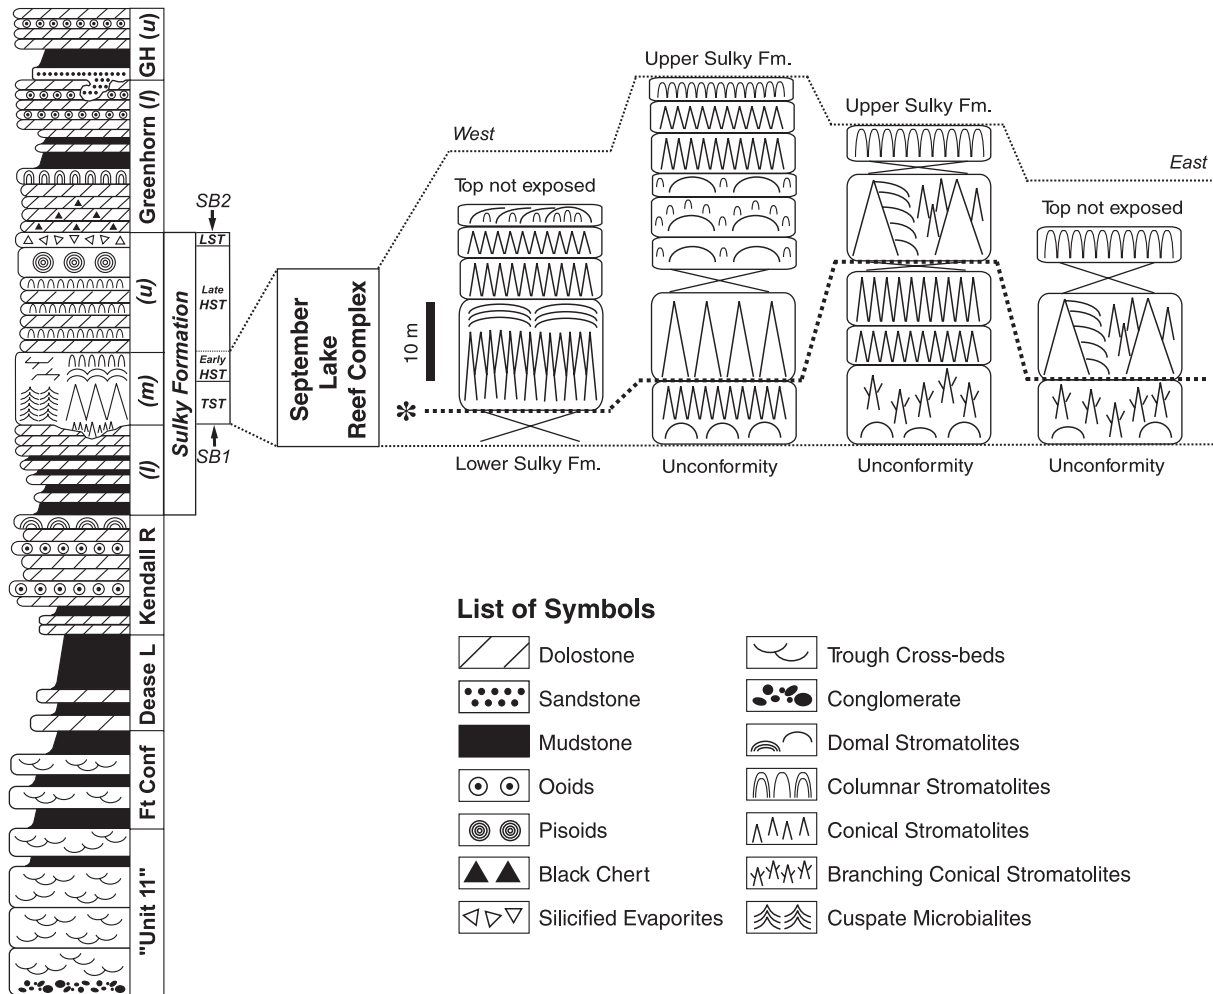 GH (u)
Greenhorn (l)
(u)
(m)
(l)
Sulky Formation
Kendall R
Dease L
Ft Conf
"Unit 11"
SB2
LST
Late
HST
Early
HST
TST
SB1
September
Lake
Reef Complex
10 m
*
West
Top not exposed
Lower Sulky Fm.
Upper Sulky Fm.
Unconformity
Upper Sulky Fm.
Unconformity
East
Top not exposed
Unconformity
List of Symbols
Dolostone
Sandstone
Mudstone
Ooids
Pisoids
Black Chert
Silicified Evaporites
Trough Cross-beds
Conglomerate
Domal Stromatolites
Columnar Stromatolites
Conical Stromatolites
Branching Conical Stromatolites
Cuspate Microbialites